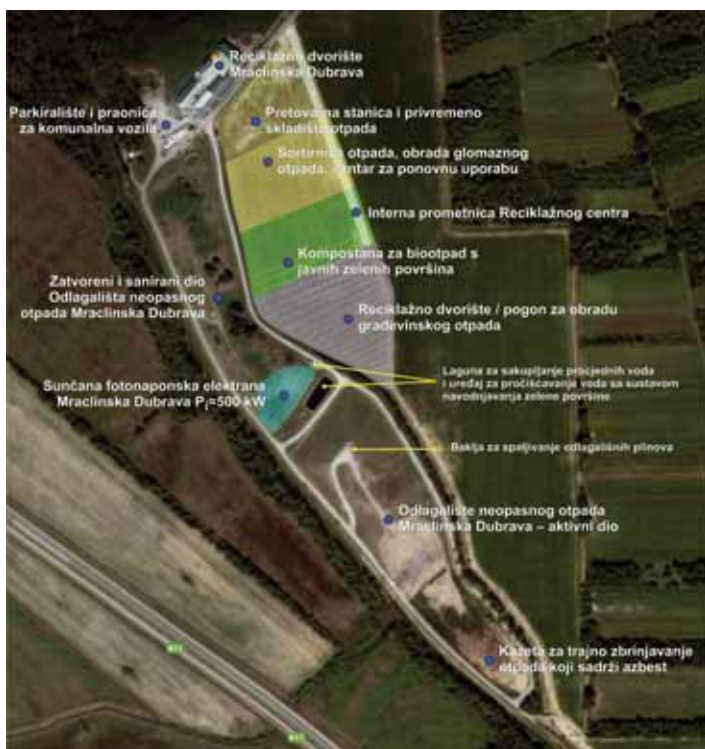 Reciklažno dvorište
Mraclinska Dubrava
Parkiralište i praonica
za komunalna vozila
Pretovarna stanica i privremeno
skladište otpada
Sortirnica otpada, obrada glomaznog
otpada, centar za ponovnu uporabu
Interna prometnica Reciklažnog centra
Kompostana za biootpad s
javnih zelenih površina
Zatvoreni i sanirani dio
Odlagališta neopasnog
otpada Mraclinska Dubrava
Reciklažno dvorište / pogon za obradu
građevinskog otpada
Laguna za sakupljanje procjednih voda
i uređaj za pročišćavanje voda sa sustavom
navodnjavanja zelene površine
Sunčana fotonaponska elektrana
Mraclinska Dubrava Pi=500 kW
Baklja za spaljivanje odlagališnih plinova
Odlagalište neopasnog otpada
Mraclinska Dubrava – aktivni dio
Kazeta za trajno zbrinjavanje
otpada koji sadrži azbest